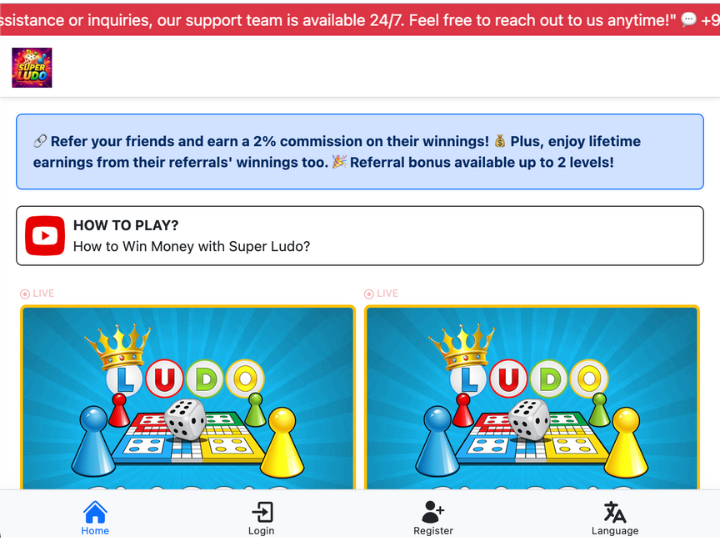 ssistance or inquiries, our support team is available 24/7. Feel free to reach out to us anytime!" 💬 +9
SUPER
LUDO
🔗 Refer your friends and earn a 2% commission on their winnings! 💰 Plus, enjoy lifetime
earnings from their referrals' winnings too. 🎉 Referral bonus available up to 2 levels!
HOW TO PLAY?
How to Win Money with Super Ludo?
LIVE
LIVE
LUDO
LUDO
Home
Login
Register
Language